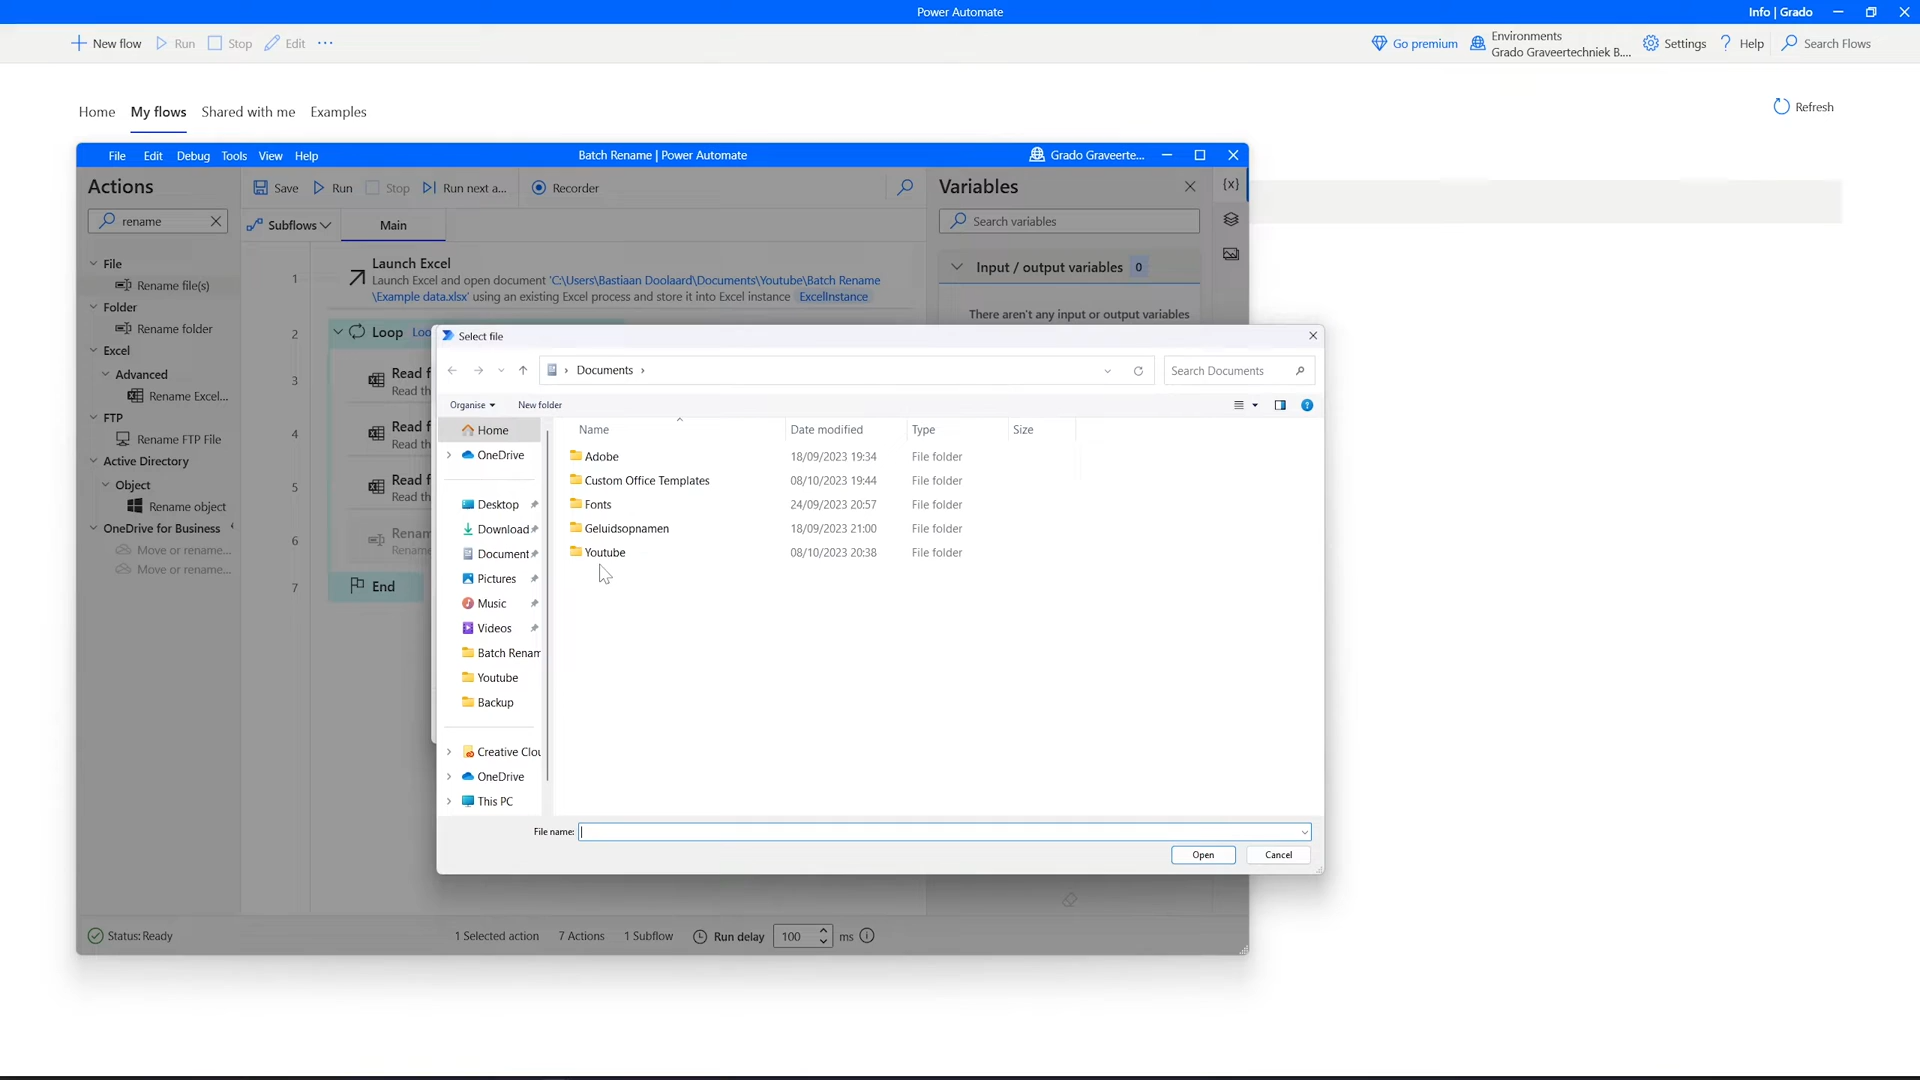 Power Automate
Info | Grado
New flow
Run
Stop
Edit
Go premium
Environments
Grado Graveertechniek B....
Settings
Help
Search Flows
Home
My flows
Shared with me
Examples
Refresh
File
Edit
Debug
Tools
View
Help
Batch Rename | Power Automate
Grado Graveerte...
Actions
Save
Run
Stop
Run next a...
Recorder
Variables
{x}
rename
Subflows
Main
Search variables
File
Rename file(s)
Folder
Rename folder
Excel
Advanced
Rename Excel...
FTP
Rename FTP File
Active Directory
Object
Rename object
OneDrive for Business
Move or rename...
Move or rename...
1
Launch Excel
Launch Excel and open document 'C:\Users\Bastiaan Doolaard\Documents\Youtube\Batch Rename
\Example data.xlsx' using an existing Excel process and store it into Excel instance ExcelInstance
2
Loop
3
4
5
6
7
End
Input / output variables 0
There aren't any input or output variables
Select file
Documents
Search Documents
Organise
New folder
Home
OneDrive
Desktop
Download
Document
Pictures
Music
Videos
Batch Renam
Youtube
Backup
Creative Clou
OneDrive
This PC
Name
Date modified
Type
Size
Adobe 18/09/2023 19:34 File folder
Custom Office Templates 08/10/2023 19:44 File folder
Fonts 24/09/2023 20:57 File folder
Geluidsopnamen 18/09/2023 21:00 File folder
Youtube 08/10/2023 20:38 File folder
File name:
Open
Cancel
Status: Ready
1 Selected action
7 Actions
1 Subflow
Run delay
100
ms